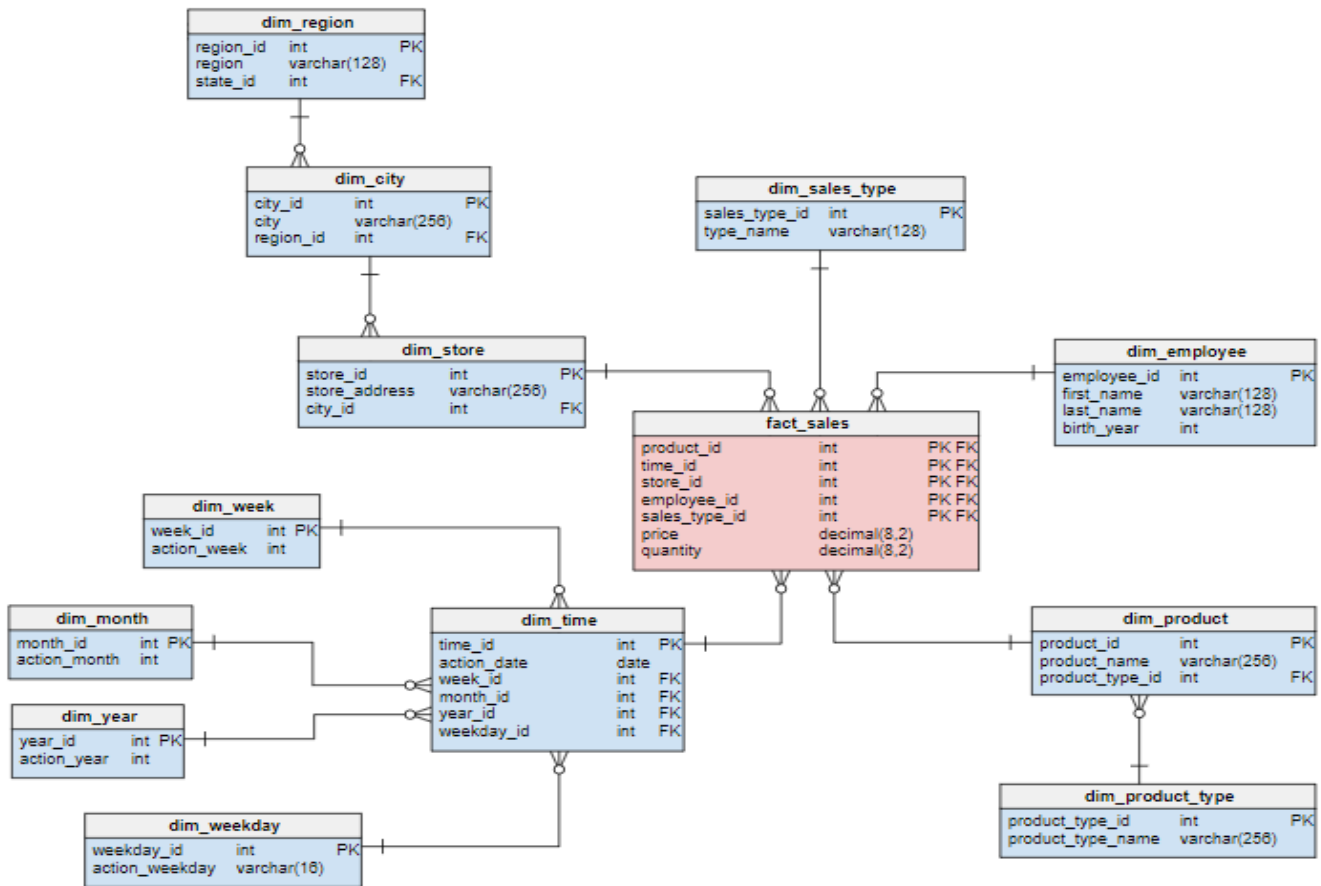 dim_region
region_id int PK
region varchar(128)
state_id int FK
dim_city
city_id int PK
city varchar(256)
region_id int FK
dim_sales_type
sales_type_id int PK
type_name varchar(128)
dim_store
store_id int PK
store_address varchar(256)
city_id int FK
dim_employee
employee_id int PK
first_name varchar(128)
last_name varchar(128)
birth_year int
fact_sales
product_id int PK FK
time_id int PK FK
store_id int PK FK
employee_id int PK FK
sales_type_id int PK FK
price decimal(8,2)
quantity decimal(8,2)
dim_week
week_id int PK
action_week int
dim_month
month_id int PK
action_month int
dim_time
time_id int PK
action_date date
week_id int FK
month_id int FK
year_id int FK
weekday_id int FK
dim_product
product_id int PK
product_name varchar(256)
product_type_id int FK
dim_year
year_id int PK
action_year int
dim_product_type
product_type_id int PK
product_type_name varchar(256)
dim_weekday
weekday_id int PK
action_weekday varchar(16)